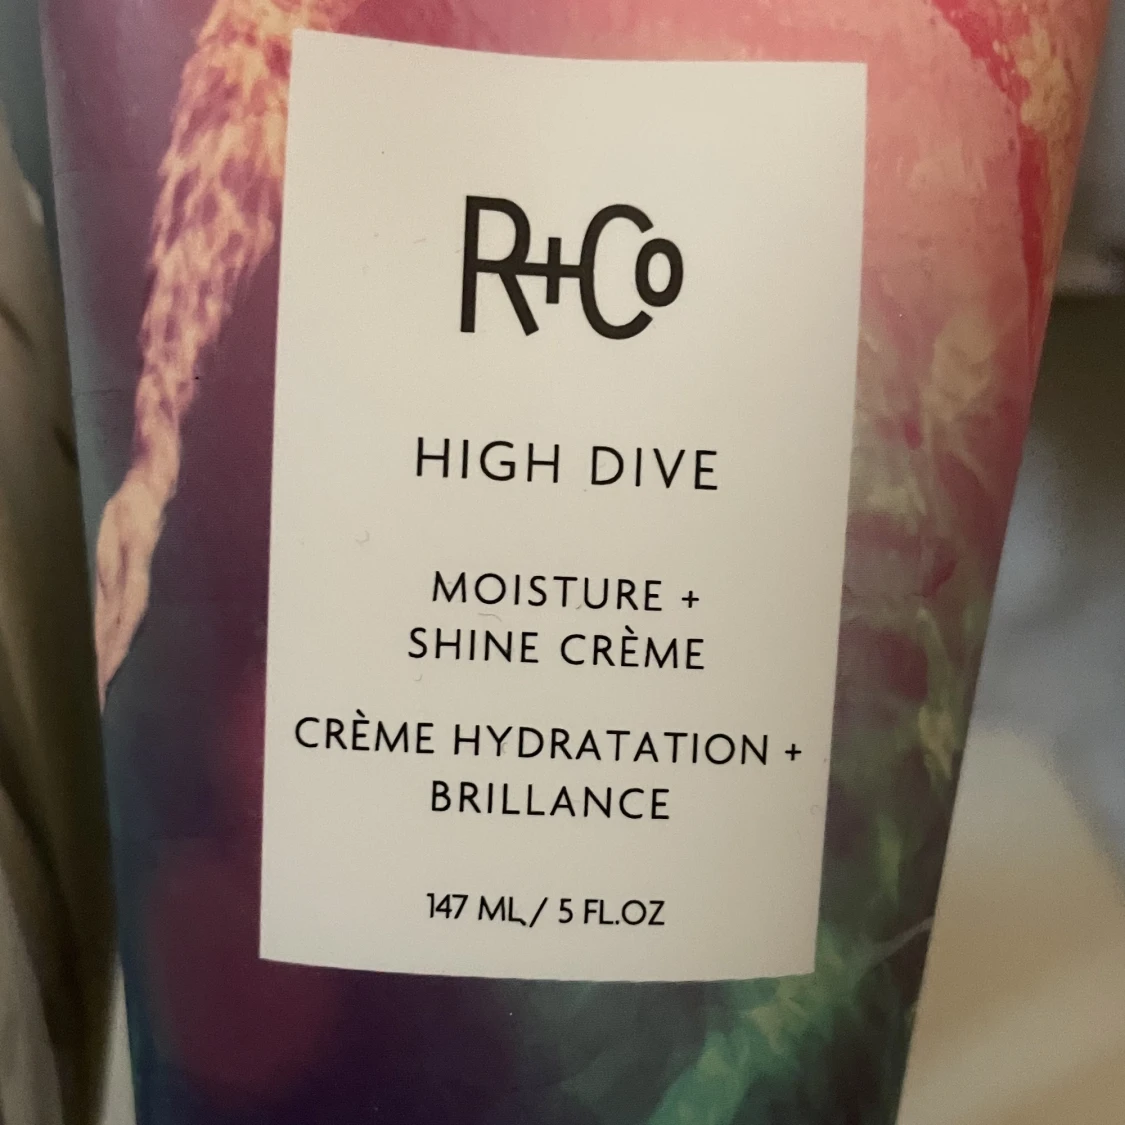 R+Co
HIGH DIVE
MOISTURE +
SHINE CRÈME
CRÈME HYDRATATION +
BRILLANCE
147 ML/ 5 FL.OZ